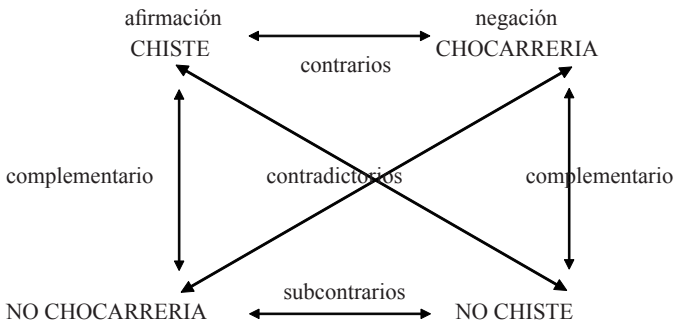 afirmación negación
CHISTE CHOCARRERIA
contrarios
complementario contradictorios complementario
subcontrarios
NO CHOCARRERIA NO CHISTE